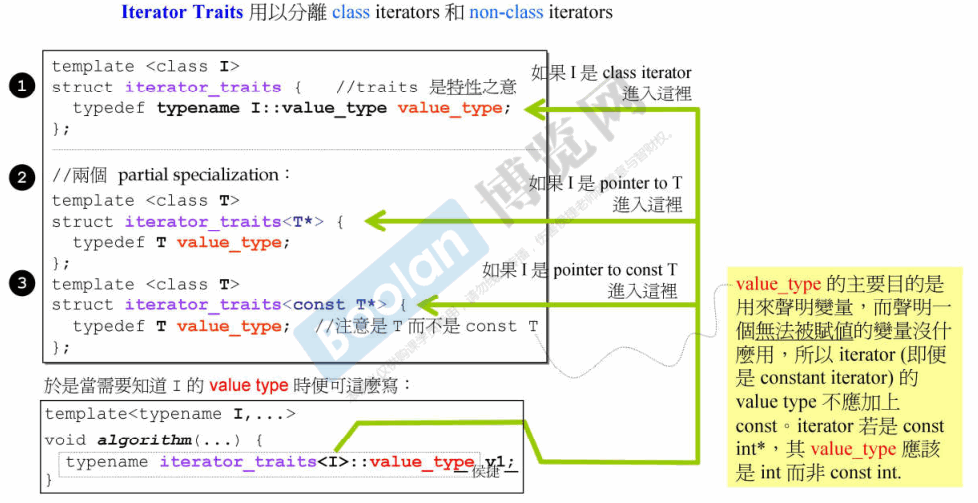 Iterator Traits 用以分離 class iterators 和 non-class iterators
1
template <class I>
struct iterator_traits { //traits 是特性之意
typedef typename I::value_type value_type;
};
如果 I 是 class iterator
進入這裡
2
//兩個 partial specialization：
template <class T>
struct iterator_traits<T*> {
typedef T value_type;
};
如果 I 是 pointer to T
進入這裡
3
template <class T>
struct iterator_traits<const T*> {
typedef T value_type; //注意是 T 而不是 const T
};
如果 I 是 pointer to const T
進入這裡
value_type 的主要目的是
用來聲明變量，而聲明一
個無法被賦值的變量沒什
麼用，所以 iterator (即便
是 constant iterator) 的
value type 不應加上
const。iterator 若是 const
int*，其 value_type 應該
是 int 而非 const int.
於是當需要知道 I 的 value type 時便可這麼寫：
template<typename I,...>
void algorithm(...) {
typename iterator_traits<I>::value_type v1;
}
侯捷
Boolan
博览网